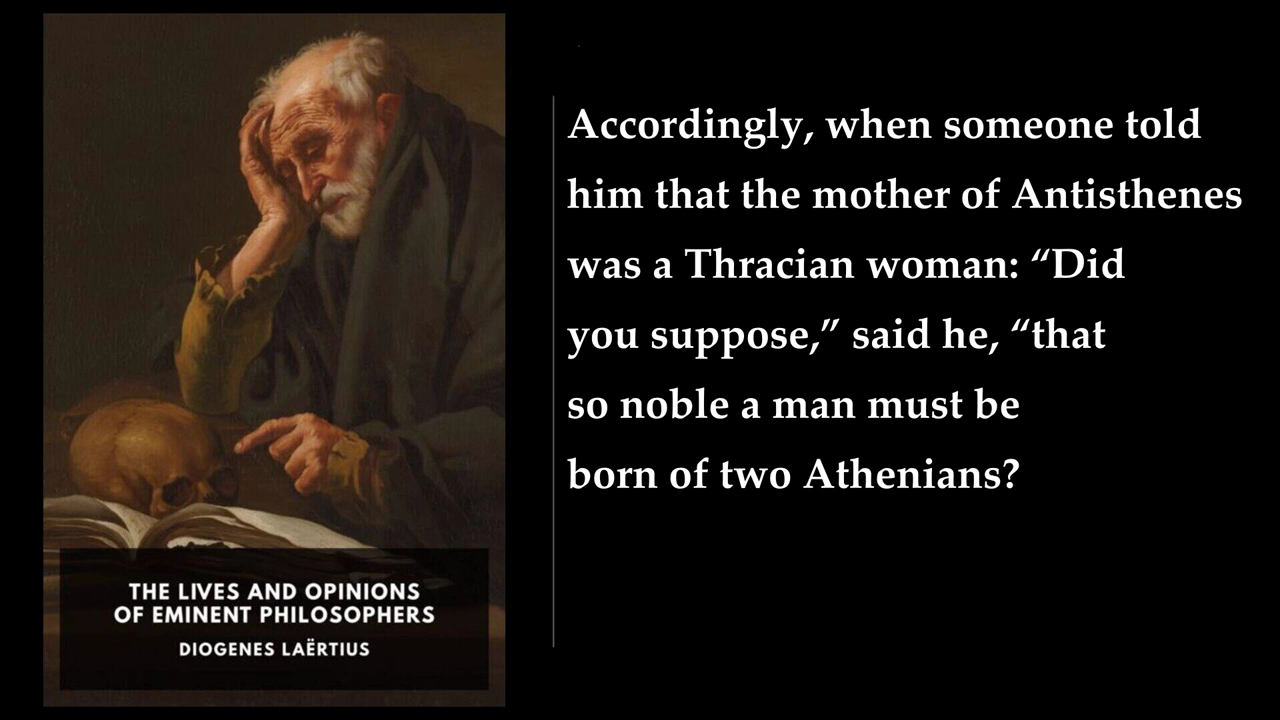 THE LIVES AND OPINIONS
OF EMINENT PHILOSOPHERS
DIOGENES LAËRTIUS
Accordingly, when someone told
him that the mother of Antisthenes
was a Thracian woman: “Did
you suppose,” said he, “that
so noble a man must be
born of two Athenians?